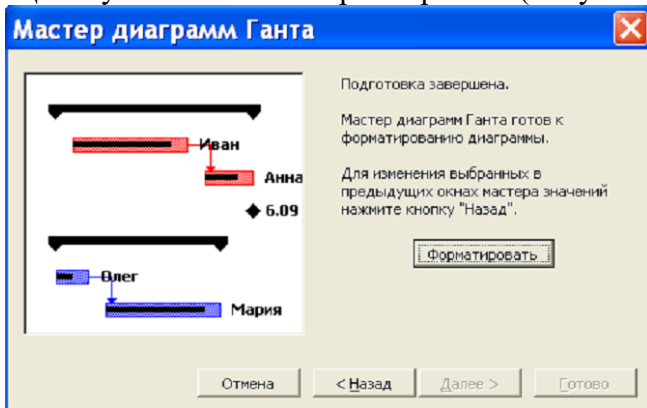 Мастер диаграмм Ганта
Подготовка завершена.
Мастер диаграмм Ганта готов к
форматированию диаграммы.
Для изменения выбранных в
предыдущих окнах мастера значений
нажмите кнопку "Назад".
Форматировать
Иван
Анна
6.09
Олег
Мария
Отмена
< Назад
Далее >
Готово